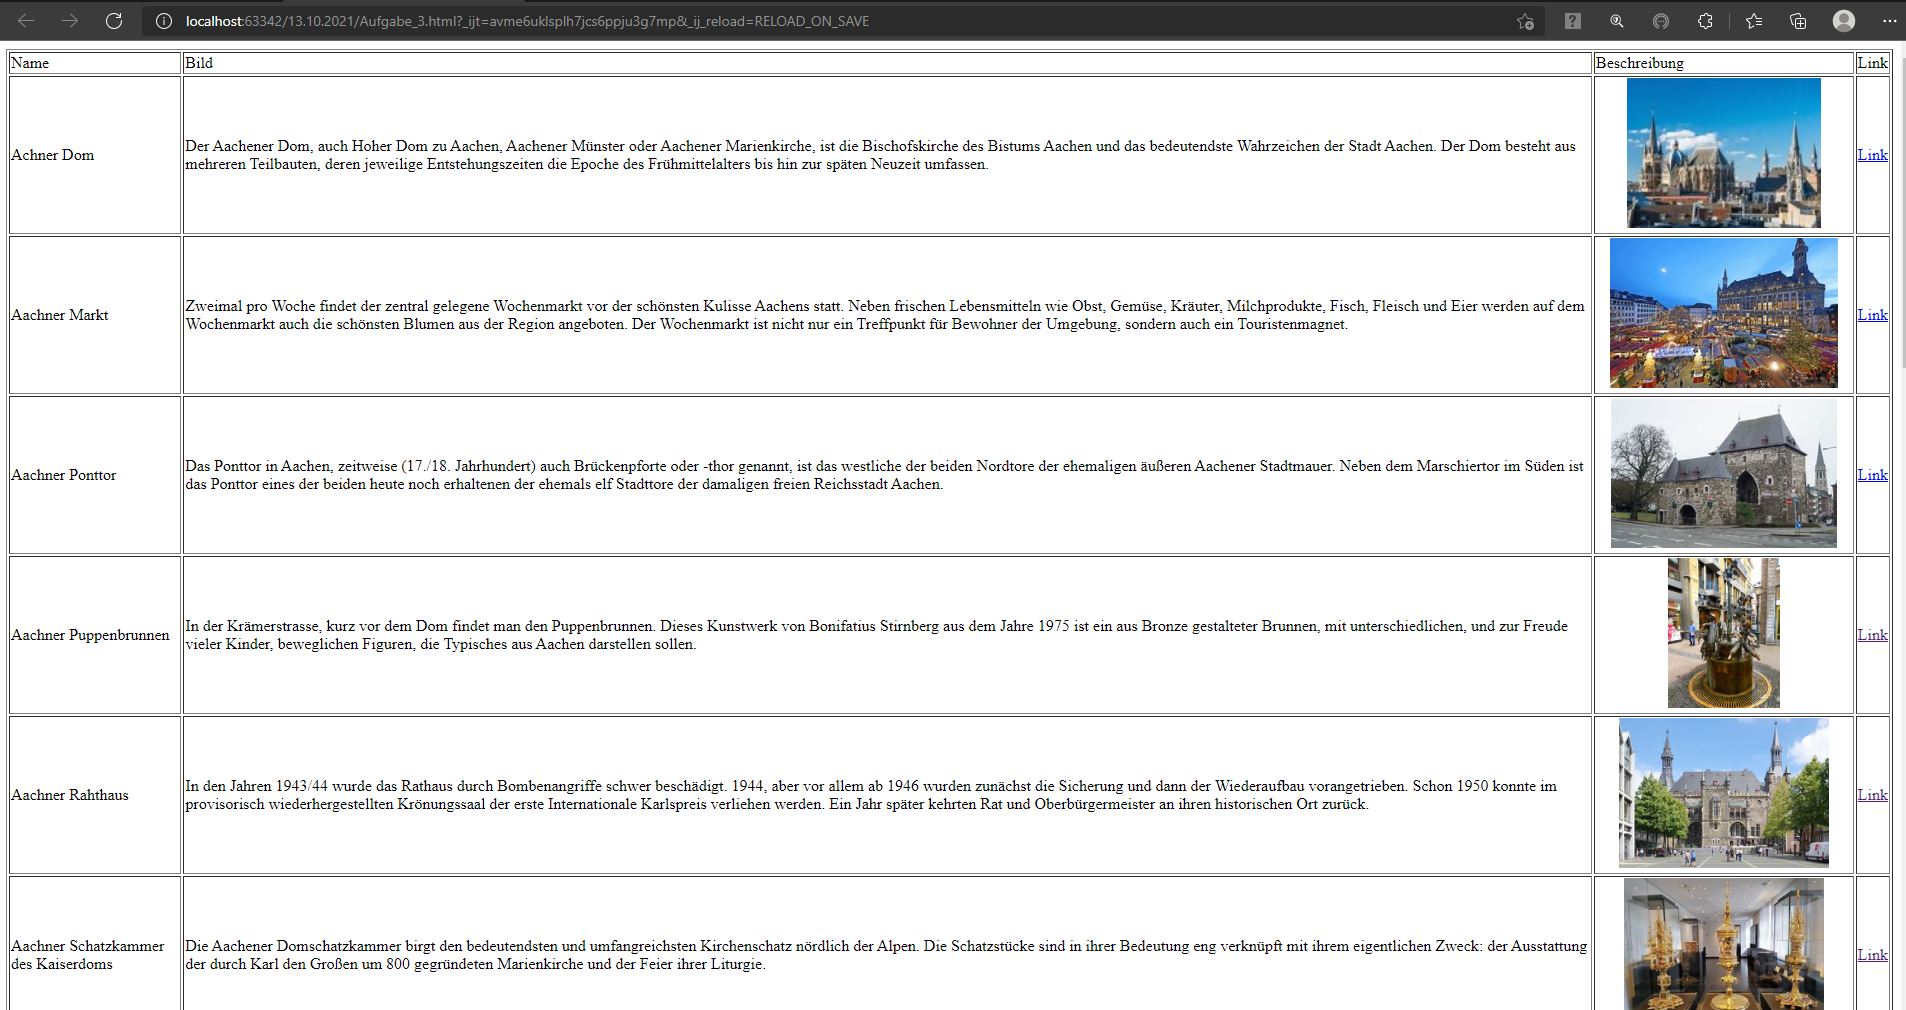 localhost:63342/13.10.2021/Aufgabe_3.html?_ijt=avme6uklsplh7jcs6ppju3g7mp&_ij_reload=RELOAD_ON_SAVE
Name Bild Beschreibung Link
Achner Dom
Der Aachener Dom, auch Hoher Dom zu Aachen, Aachener Münster oder Aachener Marienkirche, ist die Bischofskirche des Bistums Aachen und das bedeutendste Wahrzeichen der Stadt Aachen. Der Dom besteht aus
mehreren Teilbauten, deren jeweilige Entstehungszeiten die Epoche des Frühmittelalters bis hin zur späten Neuzeit umfassen.
Link
Aachner Markt
Zweimal pro Woche findet der zentral gelegene Wochenmarkt vor der schönsten Kulisse Aachens statt. Neben frischen Lebensmitteln wie Obst, Gemüse, Kräuter, Milchprodukte, Fisch, Fleisch und Eier werden auf dem
Wochenmarkt auch die schönsten Blumen aus der Region angeboten. Der Wochenmarkt ist nicht nur ein Treffpunkt für Bewohner der Umgebung, sondern auch ein Touristenmagnet.
Link
Aachner Ponttor
Das Ponttor in Aachen, zeitweise (17./18. Jahrhundert) auch Brückenpforte oder -thor genannt, ist das westliche der beiden Nordtore der ehemaligen äußeren Aachener Stadtmauer. Neben dem Marschiertor im Süden ist
das Ponttor eines der beiden heute noch erhaltenen der ehemals elf Stadttore der damaligen freien Reichsstadt Aachen.
Link
Aachner Puppenbrunnen
In der Krämerstrasse, kurz vor dem Dom findet man den Puppenbrunnen. Dieses Kunstwerk von Bonifatius Stirnberg aus dem Jahre 1975 ist ein aus Bronze gestalteter Brunnen, mit unterschiedlichen, und zur Freude
vieler Kinder, beweglichen Figuren, die Typisches aus Aachen darstellen sollen.
Link
Aachner Rahthaus
In den Jahren 1943/44 wurde das Rathaus durch Bombenangriffe schwer beschädigt. 1944, aber vor allem ab 1946 wurden zunächst die Sicherung und dann der Wiederaufbau vorangetrieben. Schon 1950 konnte im
provisorisch wiederhergestellten Krönungssaal der erste Internationale Karlspreis verliehen werden. Ein Jahr später kehrten Rat und Oberbürgermeister an ihren historischen Ort zurück.
Link
Aachner Schatzkammer
des Kaiserdoms
Die Aachener Domschatzkammer birgt den bedeutendsten und umfangreichsten Kirchenschatz nördlich der Alpen. Die Schatzstücke sind in ihrer Bedeutung eng verknüpft mit ihrem eigentlichen Zweck: der Ausstattung
der durch Karl den Großen um 800 gegründeten Marienkirche und der Feier ihrer Liturgie.
Link